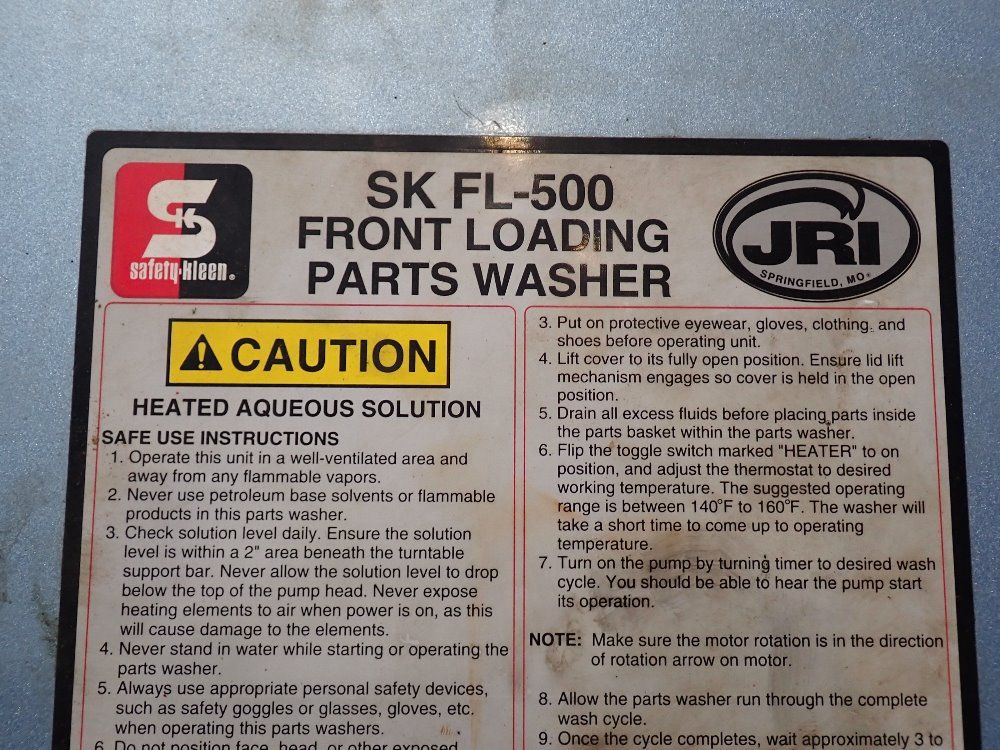 SK
safety-kleen®
SK FL-500
FRONT LOADING
PARTS WASHER
JRI
SPRINGFIELD, MO®
CAUTION
HEATED AQUEOUS SOLUTION
SAFE USE INSTRUCTIONS
1. Operate this unit in a well-ventilated area and
away from any flammable vapors.
2. Never use petroleum base solvents or flammable
products in this parts washer.
3. Check solution level daily. Ensure the solution
level is within a 2" area beneath the turntable
support bar. Never allow the solution level to drop
below the top of the pump head. Never expose
heating elements to air when power is on, as this
will cause damage to the elements.
4. Never stand in water while starting or operating the
parts washer.
5. Always use appropriate personal safety devices,
such as safety goggles or glasses, gloves, etc.
when operating this parts washers.
6. Do not position face, head, or other exposed
3. Put on protective eyewear, gloves, clothing, and
shoes before operating unit.
4. Lift cover to its fully open position. Ensure lid lift
mechanism engages so cover is held in the open
position.
5. Drain all excess fluids before placing parts inside
the parts basket within the parts washer.
6. Flip the toggle switch marked "HEATER" to on
position, and adjust the thermostat to desired
working temperature. The suggested operating
range is between 140°F to 160°F. The washer will
take a short time to come up to operating
temperature.
7. Turn on the pump by turning timer to desired wash
cycle. You should be able to hear the pump start
its operation.
NOTE: Make sure the motor rotation is in the direction
of rotation arrow on motor.
8. Allow the parts washer run through the complete
wash cycle.
9. Once the cycle completes, wait approximately 3 to